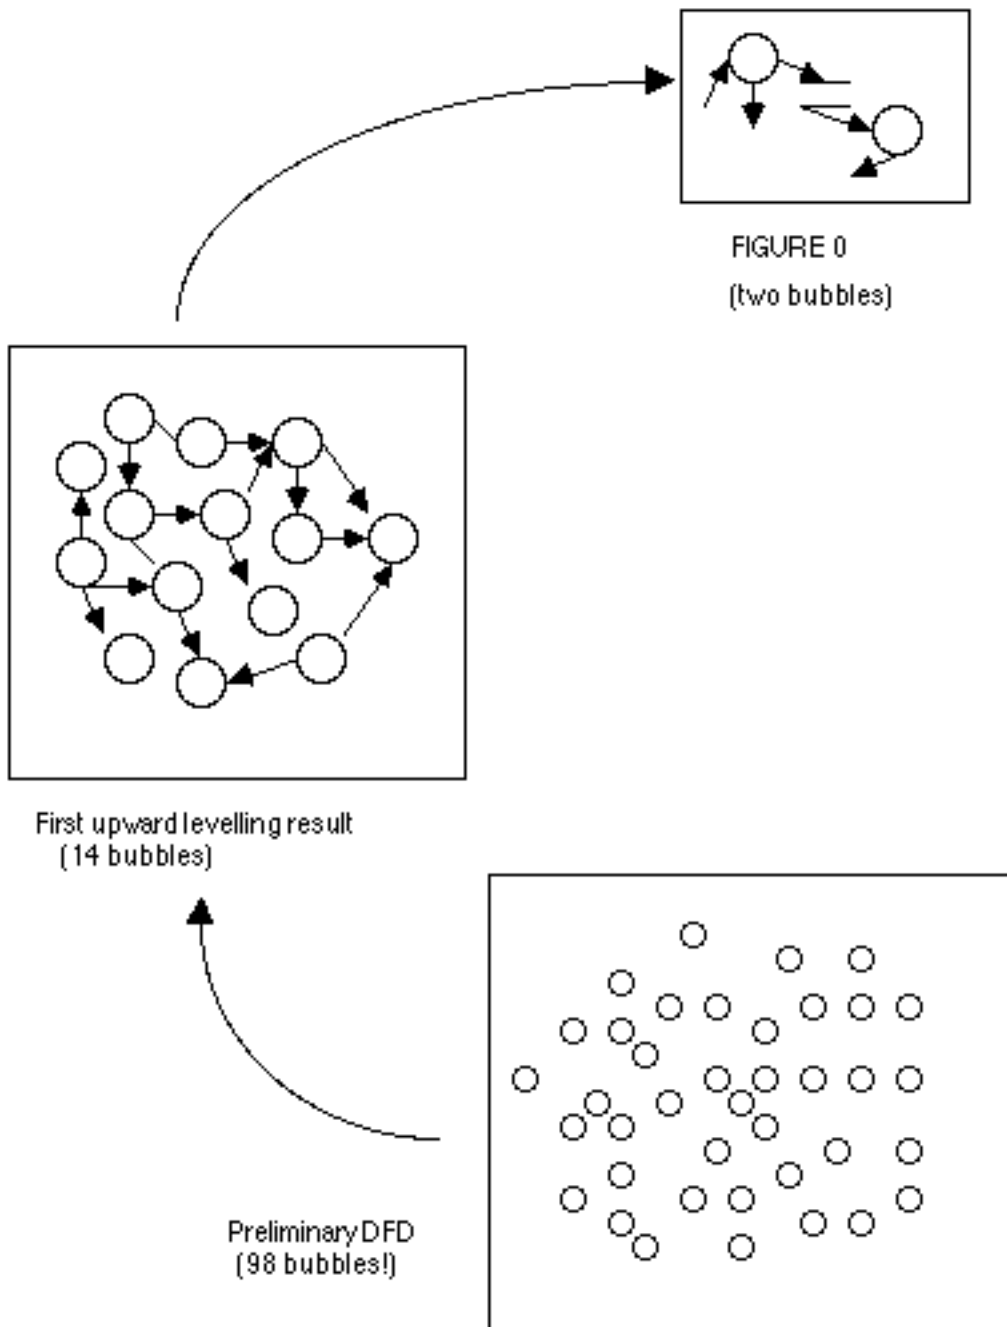 FIGURE 0
(two bubbles)
First upward levelling result
(14 bubbles)
Preliminary DFD
(98 bubbles!)